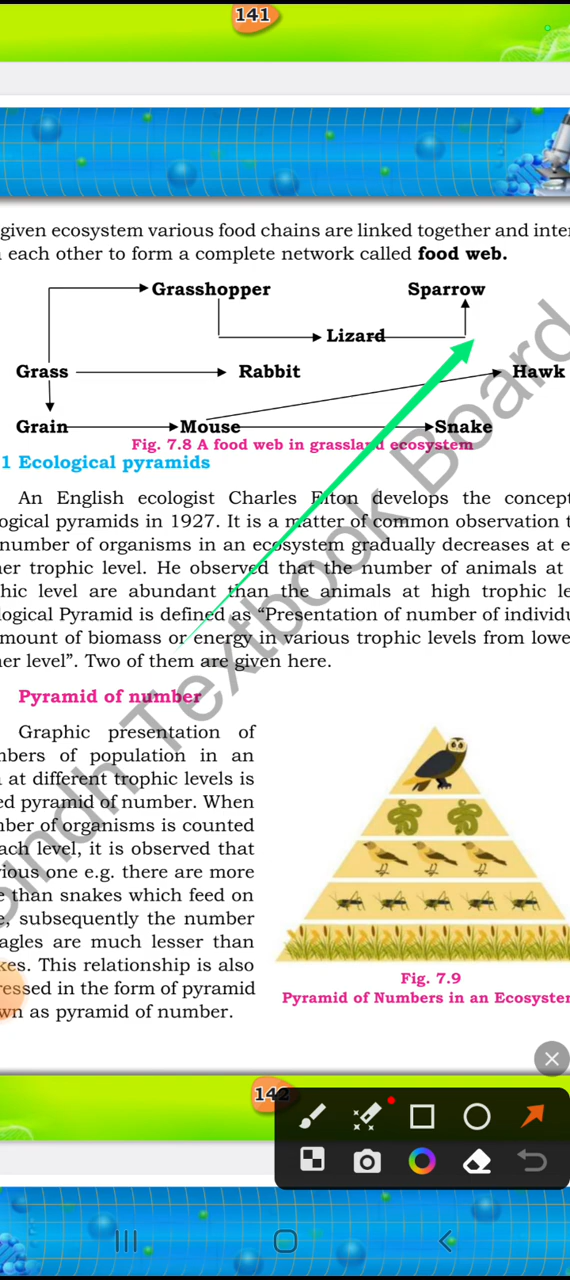 141
given ecosystem various food chains are linked together and inte
each other to form a complete network called food web.
Grasshopper Sparrow
Lizard
Grass Rabbit Hawk
Grain Mouse Snake
Fig. 7.8 A food web in grassland ecosystem
1 Ecological pyramids
An English ecologist Charles Elton develops the concept
ogical pyramids in 1927. It is a matter of common observation t
number of organisms in an ecosystem gradually decreases at e
her trophic level. He observed that the number of animals at
hic level are abundant than the animals at high trophic le
logical Pyramid is defined as “Presentation of number of individu
mount of biomass or energy in various trophic levels from lowe
er level”. Two of them are given here.
Pyramid of number
Graphic presentation of
mbers of population in an
at different trophic levels is
ed pyramid of number. When
ber of organisms is counted
ach level, it is observed that
vious one e.g. there are more
e than snakes which feed on
e, subsequently the number
agles are much lesser than
kes. This relationship is also
ressed in the form of pyramid
wn as pyramid of number.
Fig. 7.9
Pyramid of Numbers in an Ecosyster
Sindh Textbook Board
142